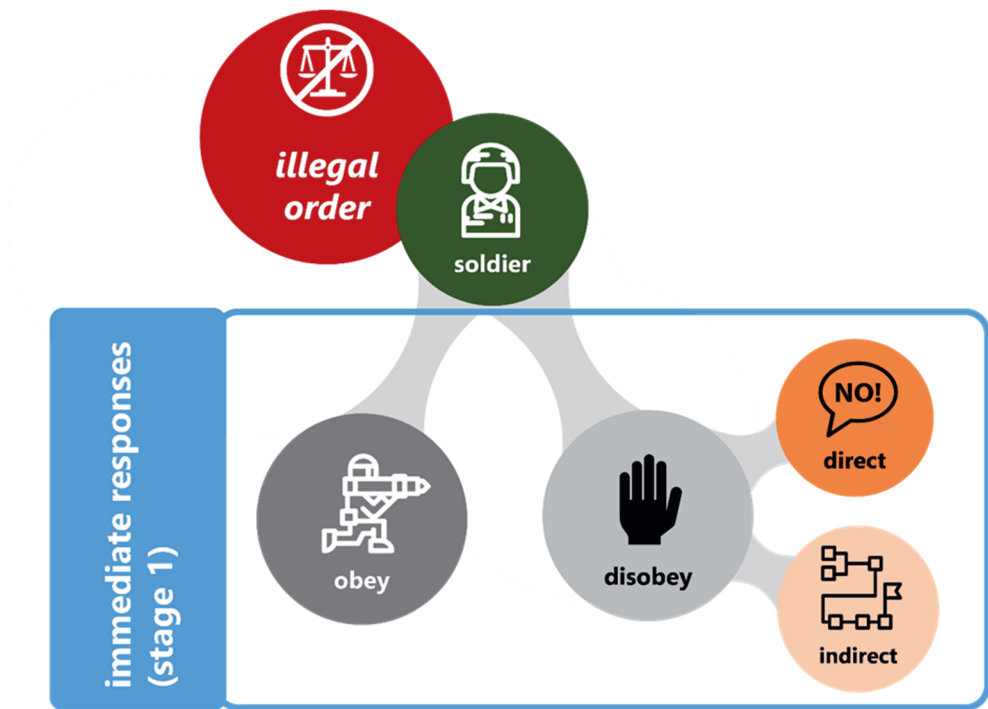 illegal
order
soldier
immediate responses
(stage 1)
obey
disobey
NO!
direct
indirect